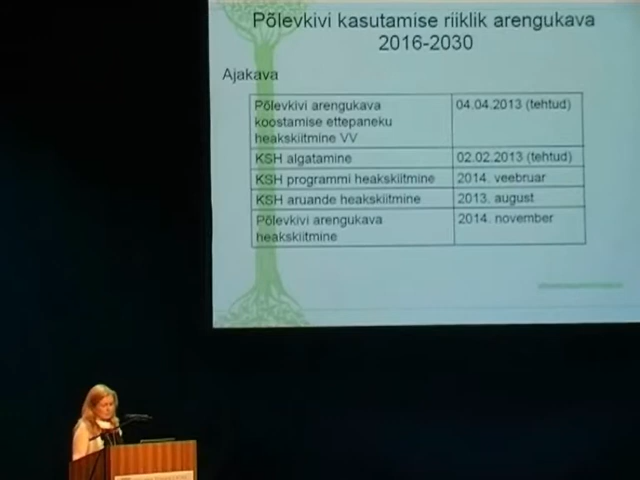 Põlevkivi kasutamise riiklik arengukava
2016-2030
Ajakava
Põlevkivi arengukava 04.04.2013 (tehtud)
koostamise ettepaneku
heakskiitmine VV
KSH algatamine 02.02.2013 (tehtud)
KSH programmi heakskiitmine 2014. veebruar
KSH aruande heakskiitmine 2013. august
Põlevkivi arengukava 2014. november
heakskiitmine